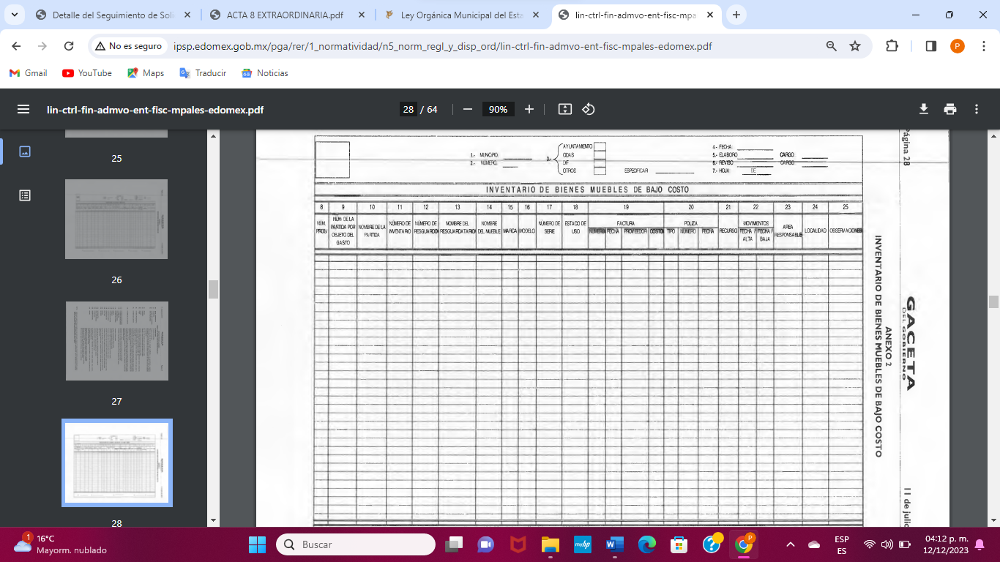 Detalle del Seguimiento de Soli
ACTA 8 EXTRAORDINARIA.pdf
Ley Orgánica Municipal del Esta
lin-ctrl-fin-admvo-ent-fisc-mpa
No es seguro
ipsp.edomex.gob.mx/pga/rer/1_normatividad/n5_norm_regl_y_disp_ord/lin-ctrl-fin-admvo-ent-fisc-mpales-edomex.pdf
P
Gmail
YouTube
Maps
Traducir
Noticias
lin-ctrl-fin-admvo-ent-fisc-mpales-edomex.pdf
28 / 64
90%
25
26
27
28
1.- MUNICIPIO:
2.- NÚMERO:
3.-
AYUNTAMIENTO
ODAS
DIF
OTROS
ESPECIFICAR
4.- FECHA:
5.- ELABORO
CARGO:
6.- REVISO
CARGO:
7.- HOJA:
DE
INVENTARIO DE BIENES MUEBLES DE BAJO COSTO
8 9 10 11 12 13 14 15 16 17 18 19 20 21 22 23 24 25
NÚM. PROG
NÚM. DE LA PARTIDA POR OBJETO DEL GASTO
NOMBRE DE LA PARTIDA
NÚMERO DE INVENTARIO
NÚMERO DE RESGUARDO
NOMBRE DEL RESGUARDATARIO
NOMBRE DEL MUEBLE
MARCA
MODELO
NÚMERO DE SERIE
ESTADO DE USO
FACTURA
NÚMERO FECHA PROVEEDOR COSTO
POLIZA
TIPO NÚMERO FECHA
RECURSO
MOVIMIENTOS
FECHA / ALTA
FECHA / BAJA
AREA RESPONSABLE
LOCALIDAD
OBSERVACIONES
Página 28
GACETA
DEL GOBIERNO
ANEXO 2
INVENTARIO DE BIENES MUEBLES DE BAJO COSTO
11 de julio
1
16°C
Mayorm. nublado
Buscar
myhp
P
ESP
ES
04:12 p. m.
12/12/2023